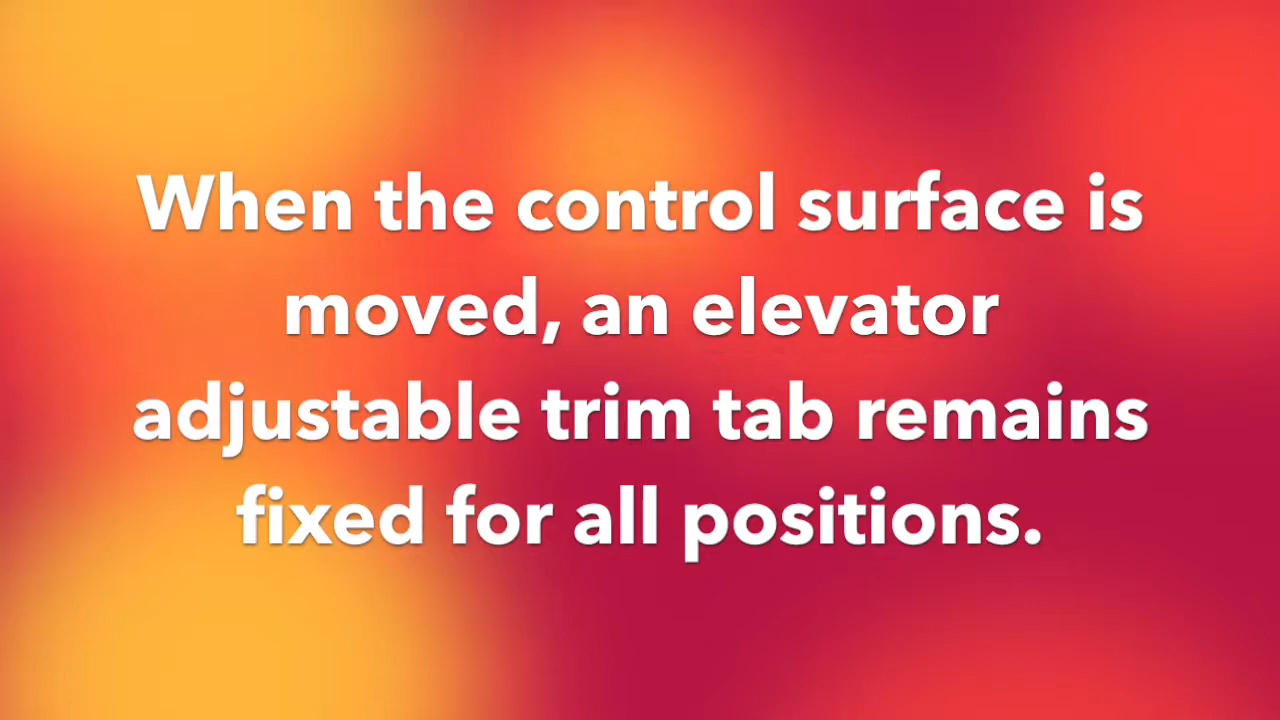 When the control surface is
moved, an elevator
adjustable trim tab remains
fixed for all positions.